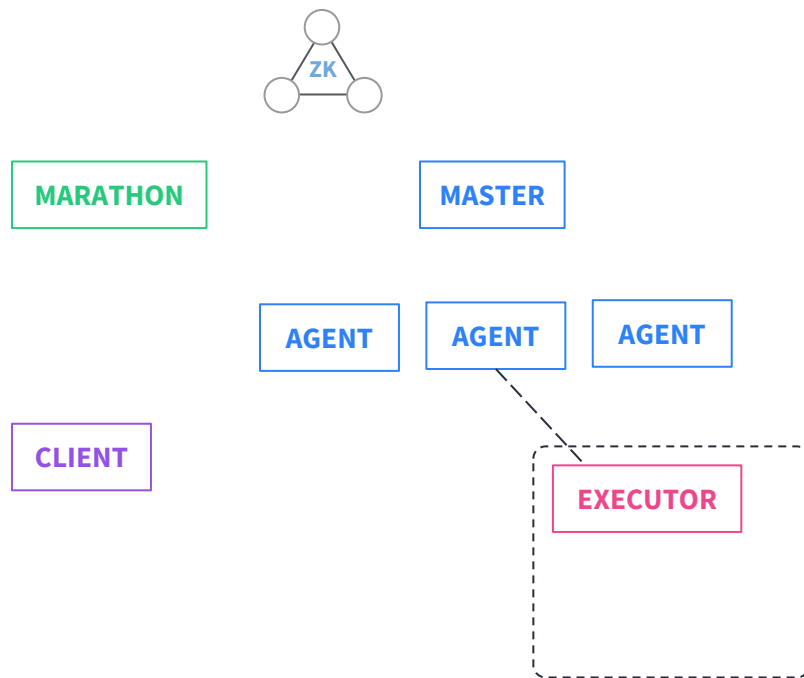 ZK
MARATHON
MASTER
AGENT
AGENT
AGENT
CLIENT
EXECUTOR